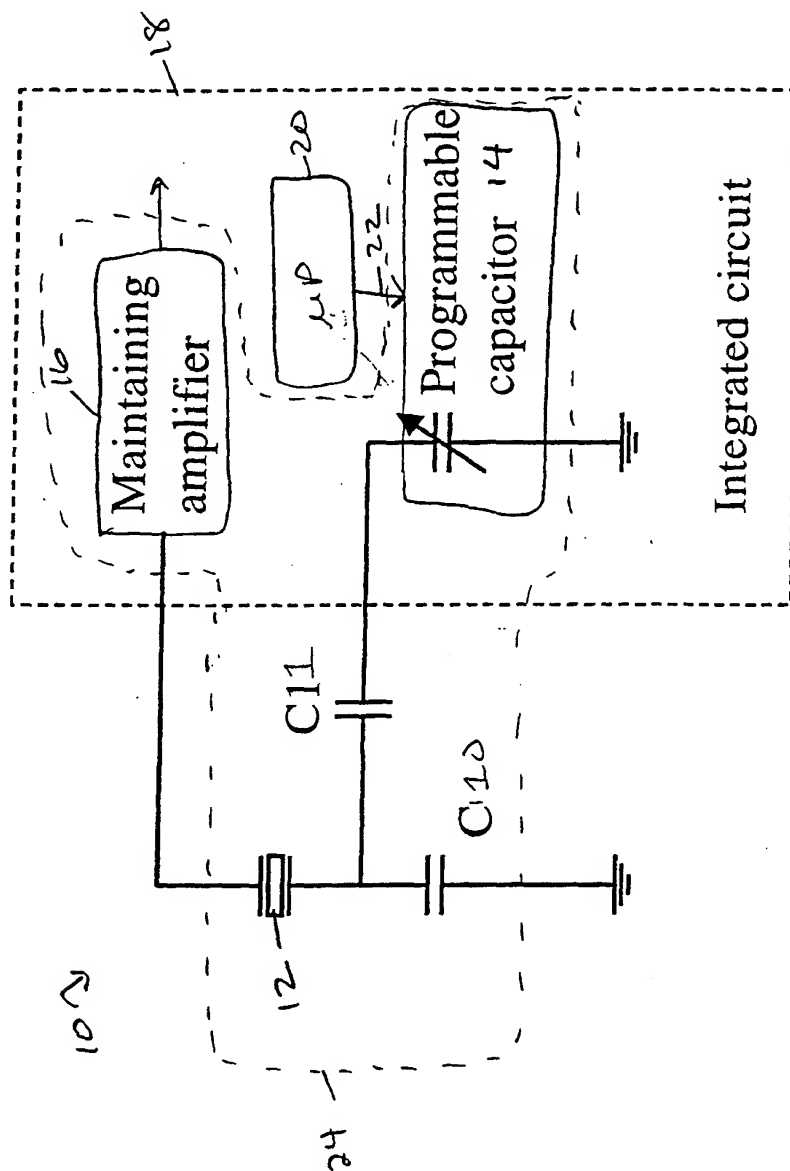 10
24
12
C10
C11
16
Maintaining
amplifier
18
20
μP
22
Programmable
capacitor 14
Integrated circuit